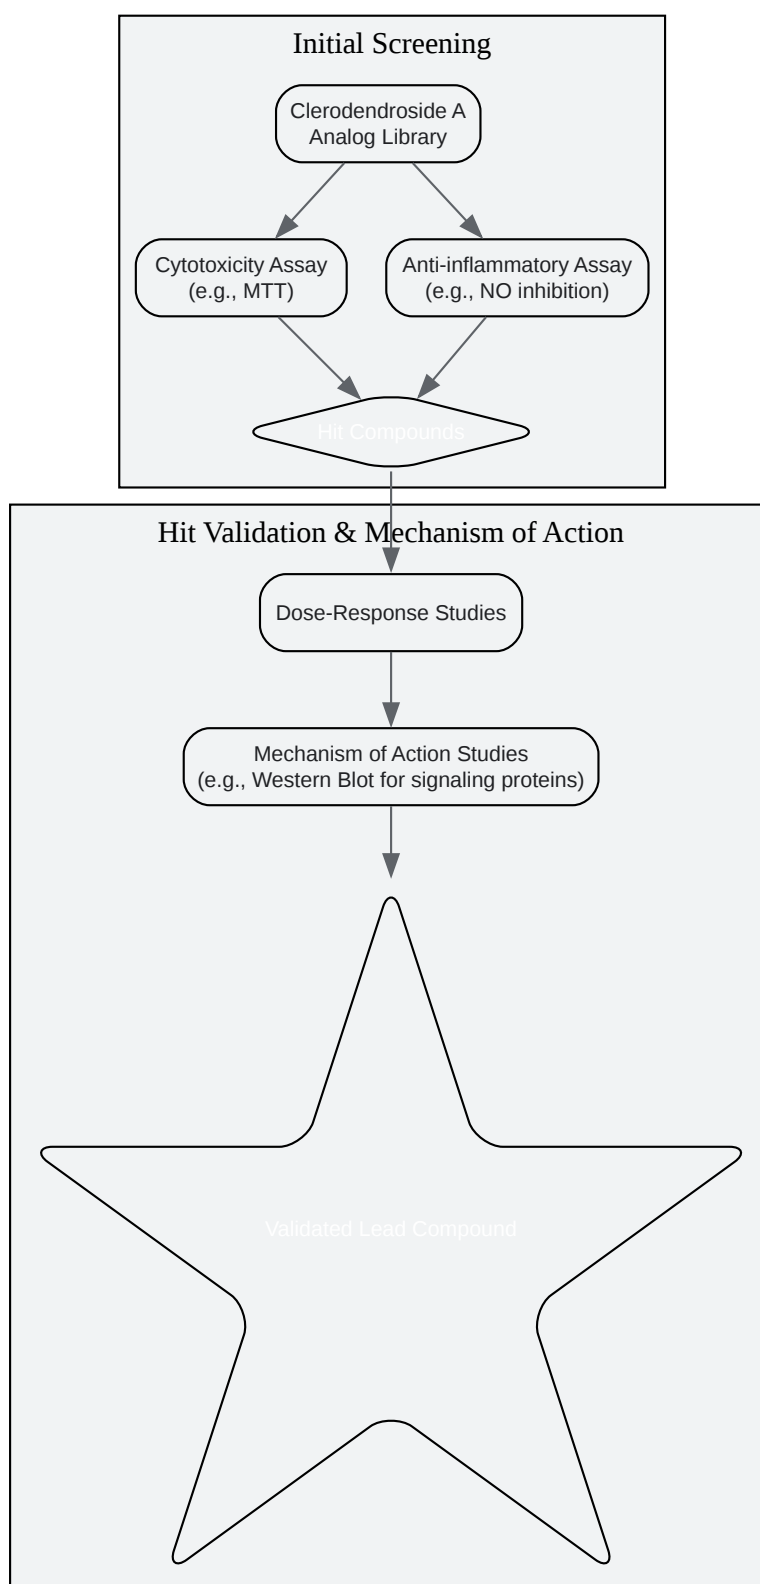 Initial Screening
Clerodendroside A
Analog Library
Cytotoxicity Assay
(e.g., MTT)
Anti-inflammatory Assay
(e.g., NO inhibition)
Hit Compounds
Hit Validation & Mechanism of Action
Dose-Response Studies
Mechanism of Action Studies
(e.g., Western Blot for signaling proteins)
Validated Lead Compound